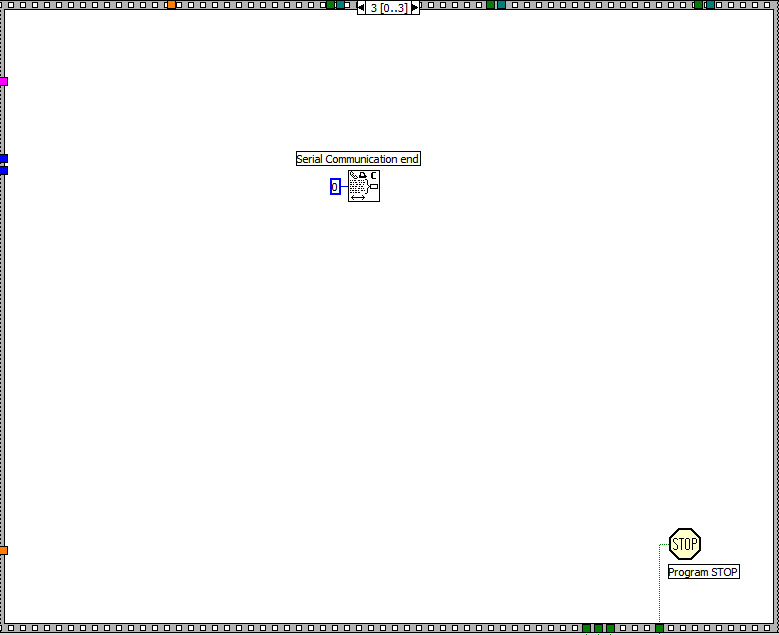 3 [0..3]
Serial Communication end
0
C
STOP
Program STOP